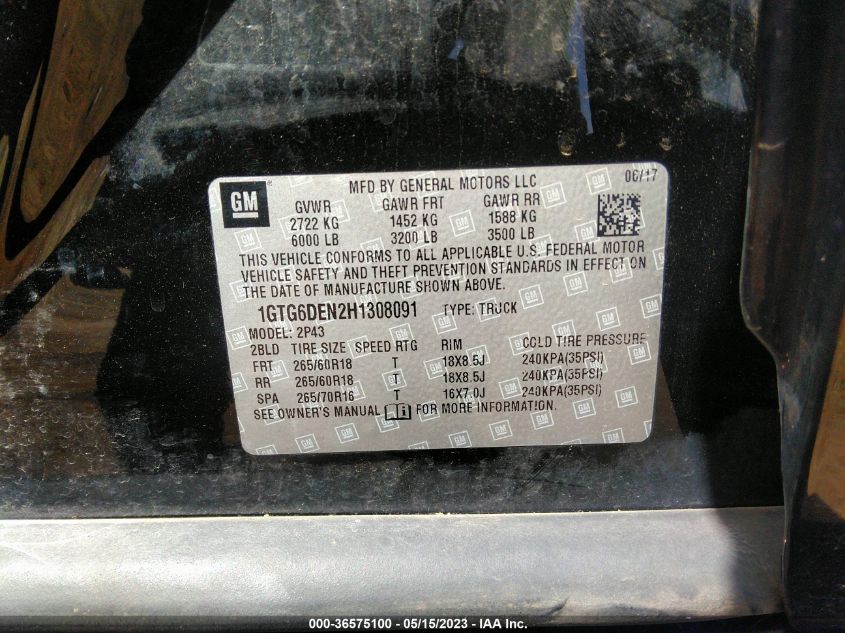 GM MFD BY GENERAL MOTORS LLC 06/17
GVWR GAWR FRT GAWR RR
2722 KG 1452 KG 1588 KG
6000 LB 3200 LB 3500 LB
THIS VEHICLE CONFORMS TO ALL APPLICABLE U.S. FEDERAL MOTOR
VEHICLE SAFETY AND THEFT PREVENTION STANDARDS IN EFFECT ON
THE DATE OF MANUFACTURE SHOWN ABOVE.
1GTG6DEN2H1308091 TYPE: TRUCK
MODEL: 2P43
2BLD TIRE SIZE SPEED RTG RIM COLD TIRE PRESSURE
FRT 265/60R18 T 18X8.5J 240KPA(35PSI)
RR 265/60R18 T 18X8.5J 240KPA(35PSI)
SPA 265/70R16 T 16X7.0J 240KPA(35PSI)
SEE OWNER'S MANUAL FOR MORE INFORMATION.
000-36575100 - 05/15/2023 - IAA Inc.